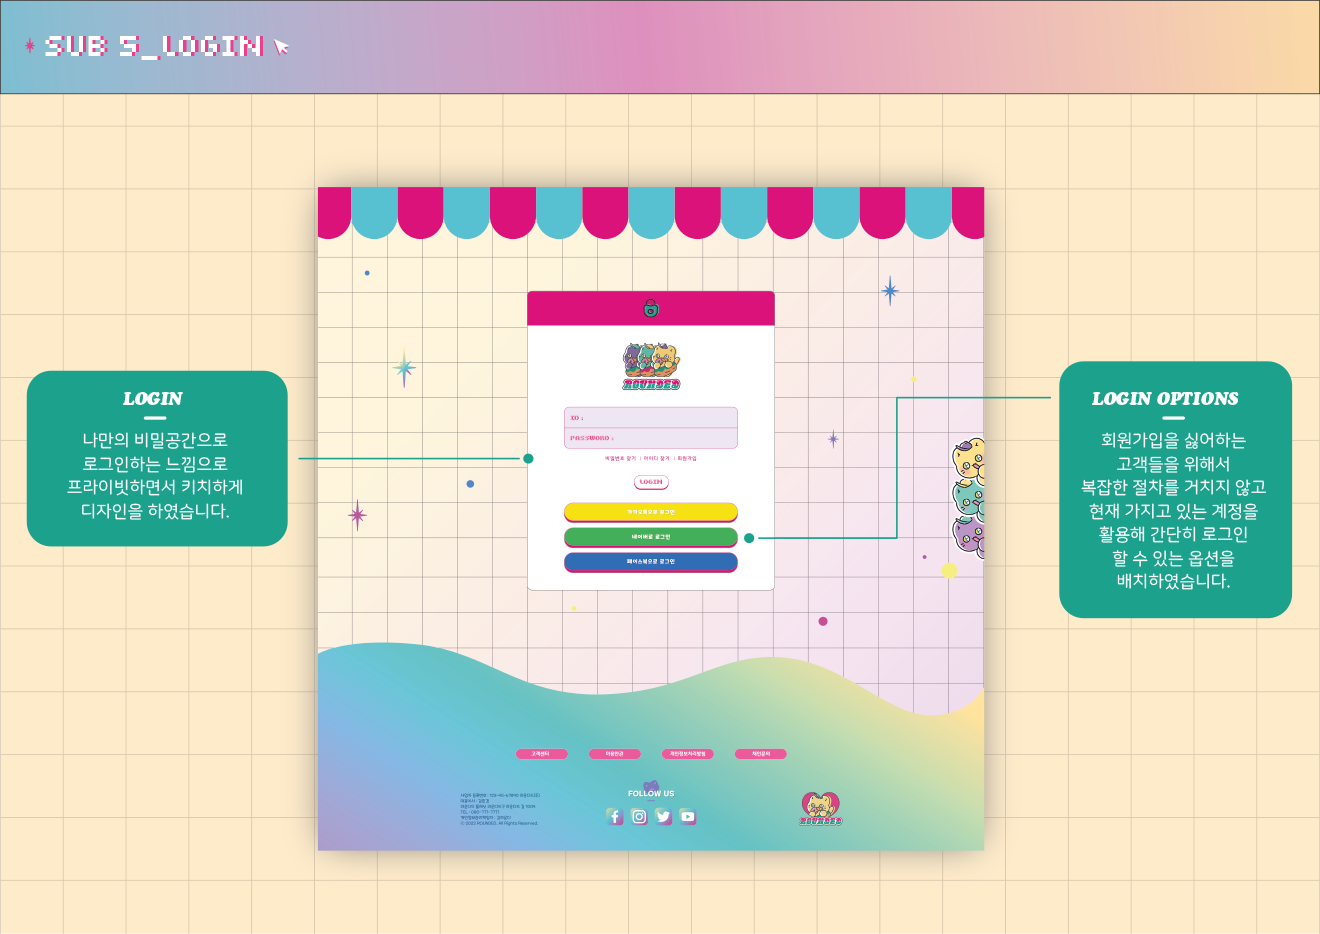 SUB 5_LOGIN
LOGIN
나만의 비밀공간으로
로그인하는 느낌으로
프라이빗하면서 키치하게
디자인을 하였습니다.
ROUNDED
ID :
PASSWORD :
비밀번호 찾기 | 아이디 찾기 | 회원가입
LOGIN
카카오톡으로 로그인
네이버로 로그인
페이스북으로 로그인
LOGIN OPTIONS
회원가입을 싫어하는
고객들을 위해서
복잡한 절차를 거치지 않고
현재 가지고 있는 계정을
활용해 간단히 로그인
할 수 있는 옵션을
배치하였습니다.
고객센터
이용약관
개인정보처리방침
제안문의
FOLLOW US
ROUNDED